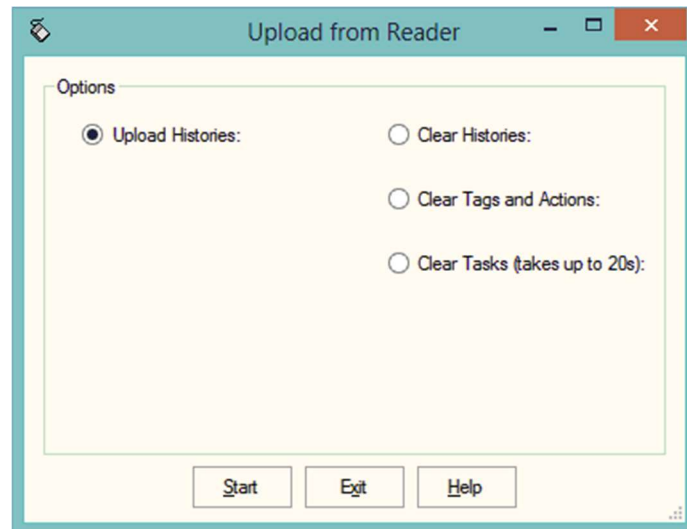 Upload from Reader
Options
Upload Histories:
Clear Histories:
Clear Tags and Actions:
Clear Tasks (takes up to 20s):
Start
Exit
Help